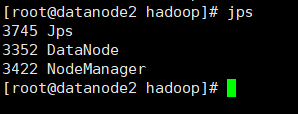 [root@datanode2 hadoop]# jps
3745 Jps
3352 DataNode
3422 NodeManager
[root@datanode2 hadoop]#